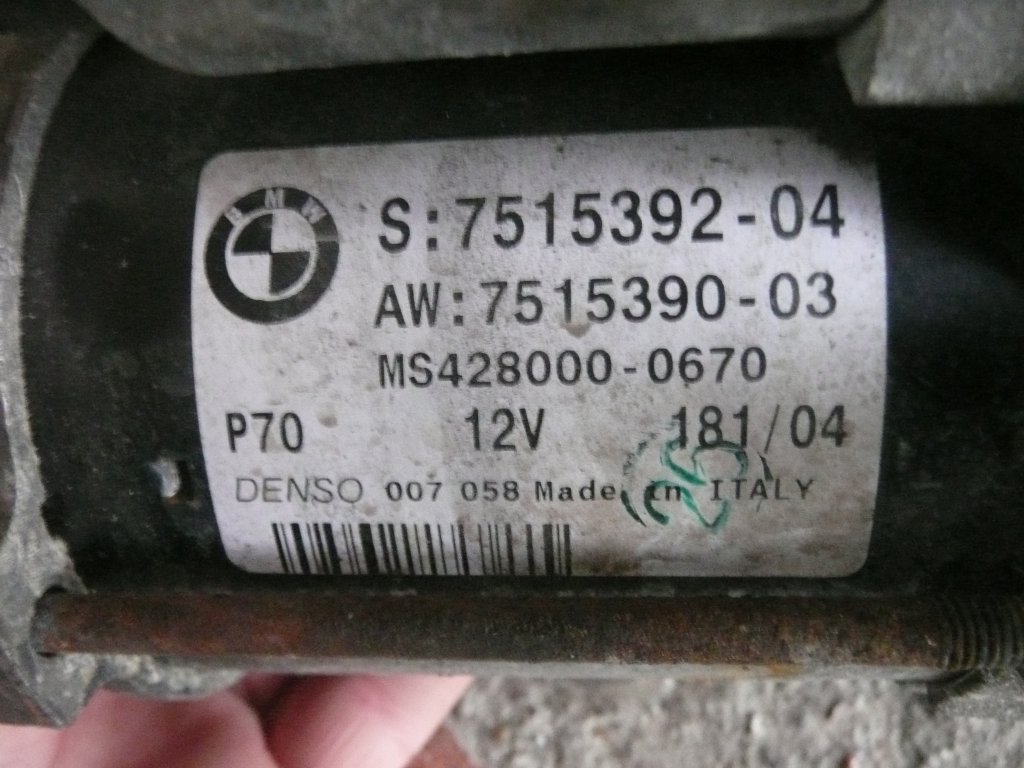 BMW
S:7515392-04
AW:7515390-03
MS428000-0670
P70 12V 181/04
DENSO 007 058 Made in ITALY